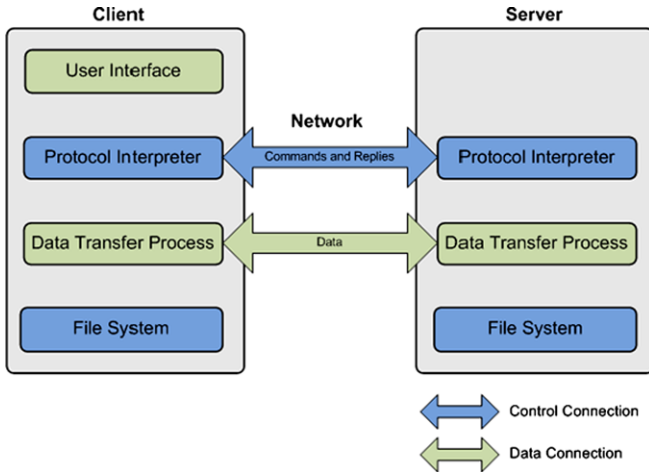 Client
Server
User Interface
Network
Protocol Interpreter
Commands and Replies
Protocol Interpreter
Data Transfer Process
Data
Data Transfer Process
File System
File System
Control Connection
Data Connection